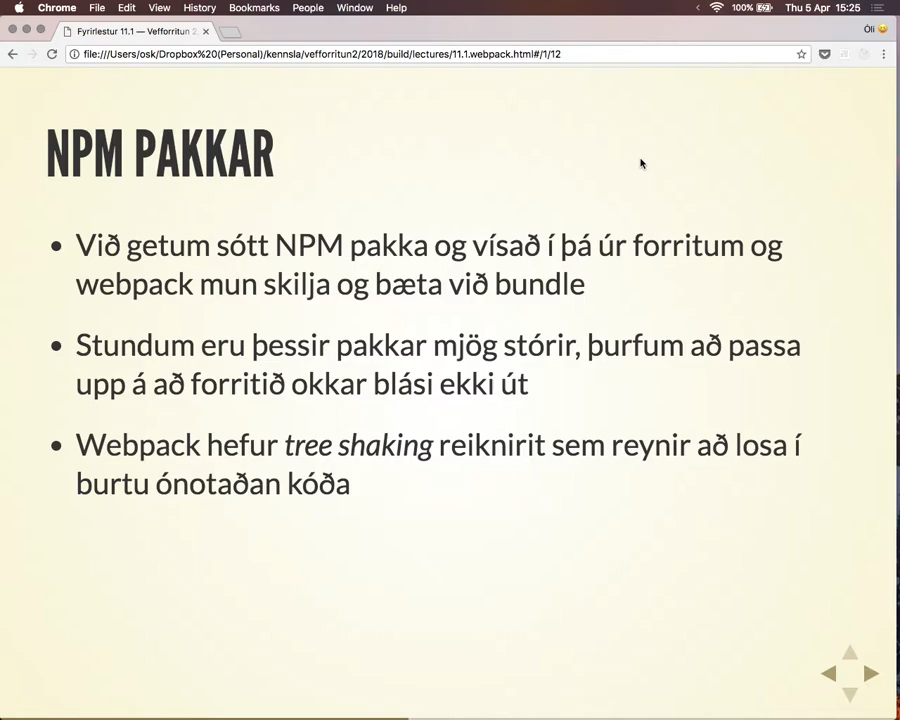 Chrome File Edit View History Bookmarks People Window Help 100% Thu 5 Apr 15:25
Fyrirlestur 11.1 — Vefforritun 2, Óli
file:///Users/osk/Dropbox%20(Personal)/kennsla/vefforritun2/2018/build/lectures/11.1.webpack.html#/1/12
NPM PAKKAR
• Við getum sótt NPM pakka og vísað í þá úr forritum og
webpack mun skilja og bæta við bundle
• Stundum eru þessir pakkar mjög stórir, þurfum að passa
upp á að forritið okkar blási ekki út
• Webpack hefur tree shaking reiknirit sem reynir að losa í
burtu ónotaðan kóða